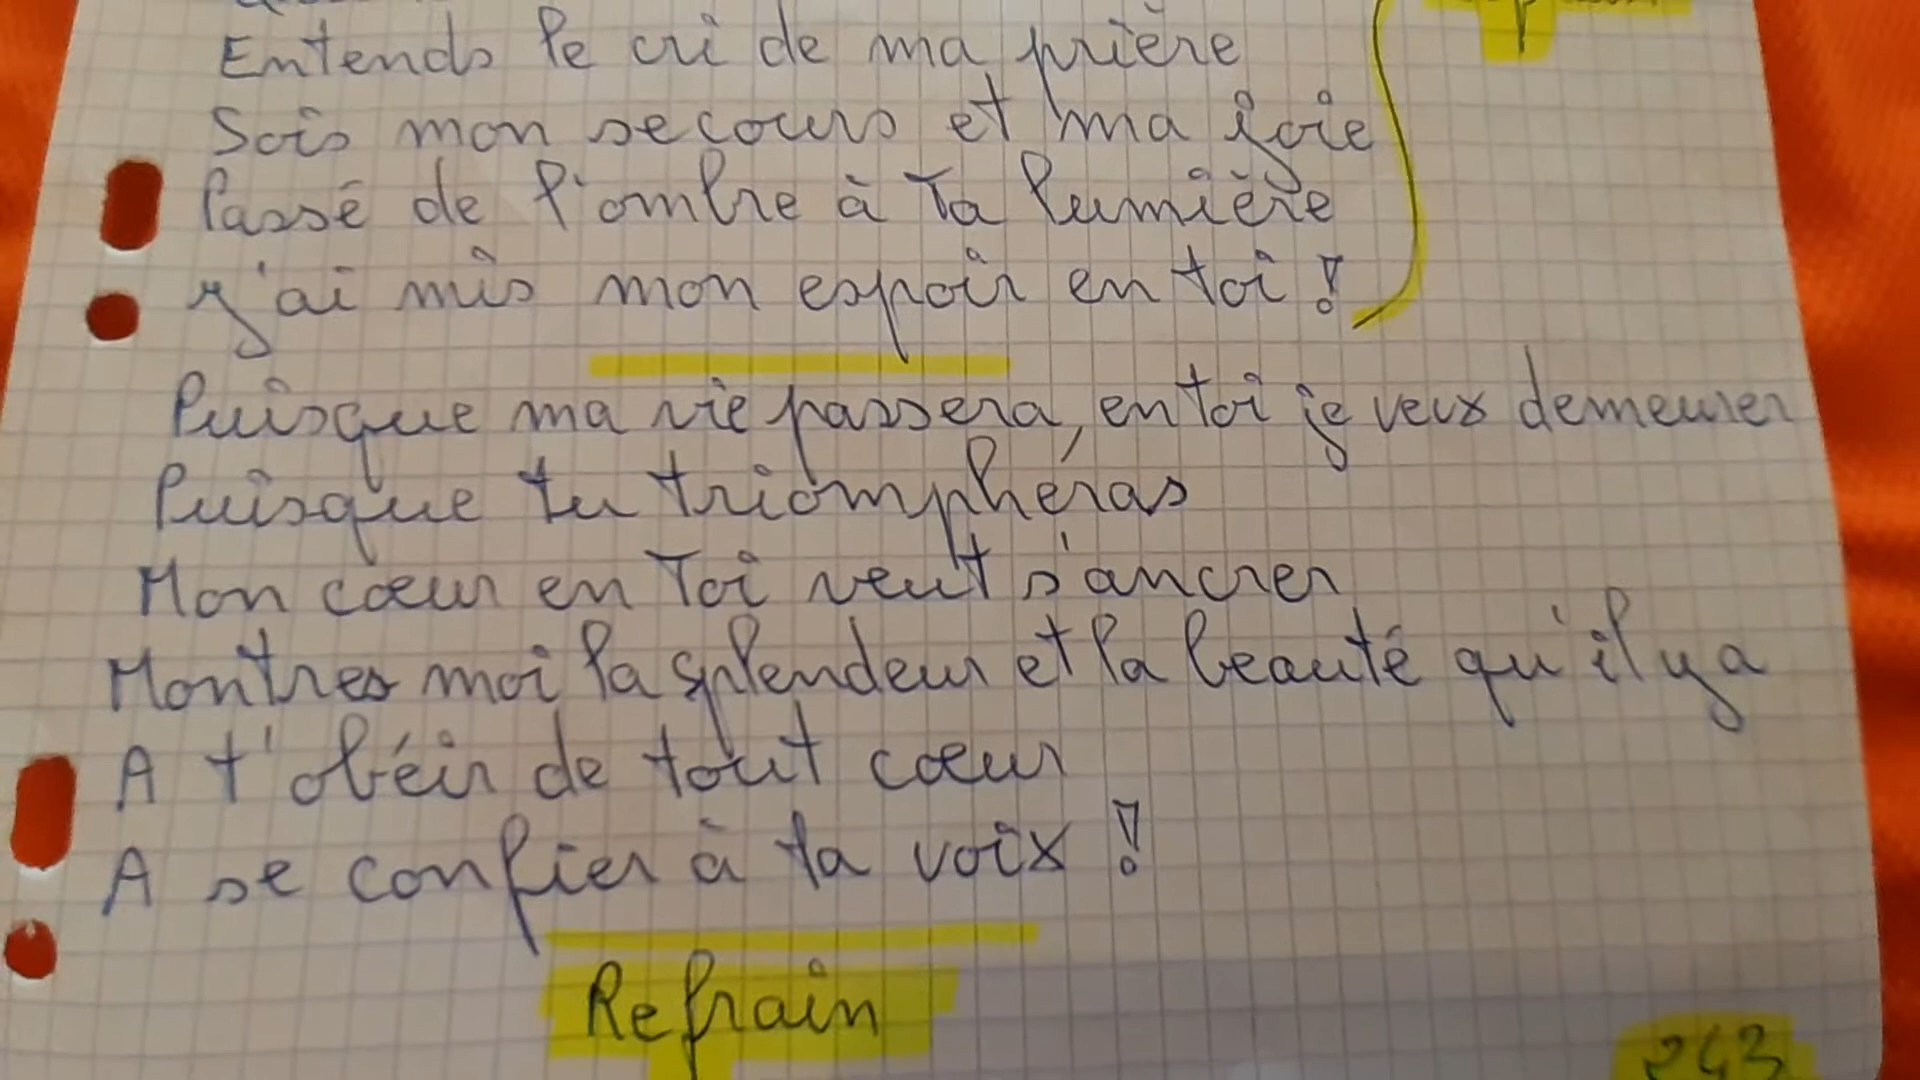 Entends le cri de ma prière
Sois mon secours et ma joie
Passé de l'ombre à Ta lumière
J'ai mis mon espoir en toi !
Puisque ma vie passera, en toi je veux demeurer
Puisque tu triomphéras
Mon cœur en Toi veut s'ancrer
Montres moi la splendeur et la beauté qu'il y a
A t'obéir de tout cœur
A se confier à ta voix !
Refrain
243